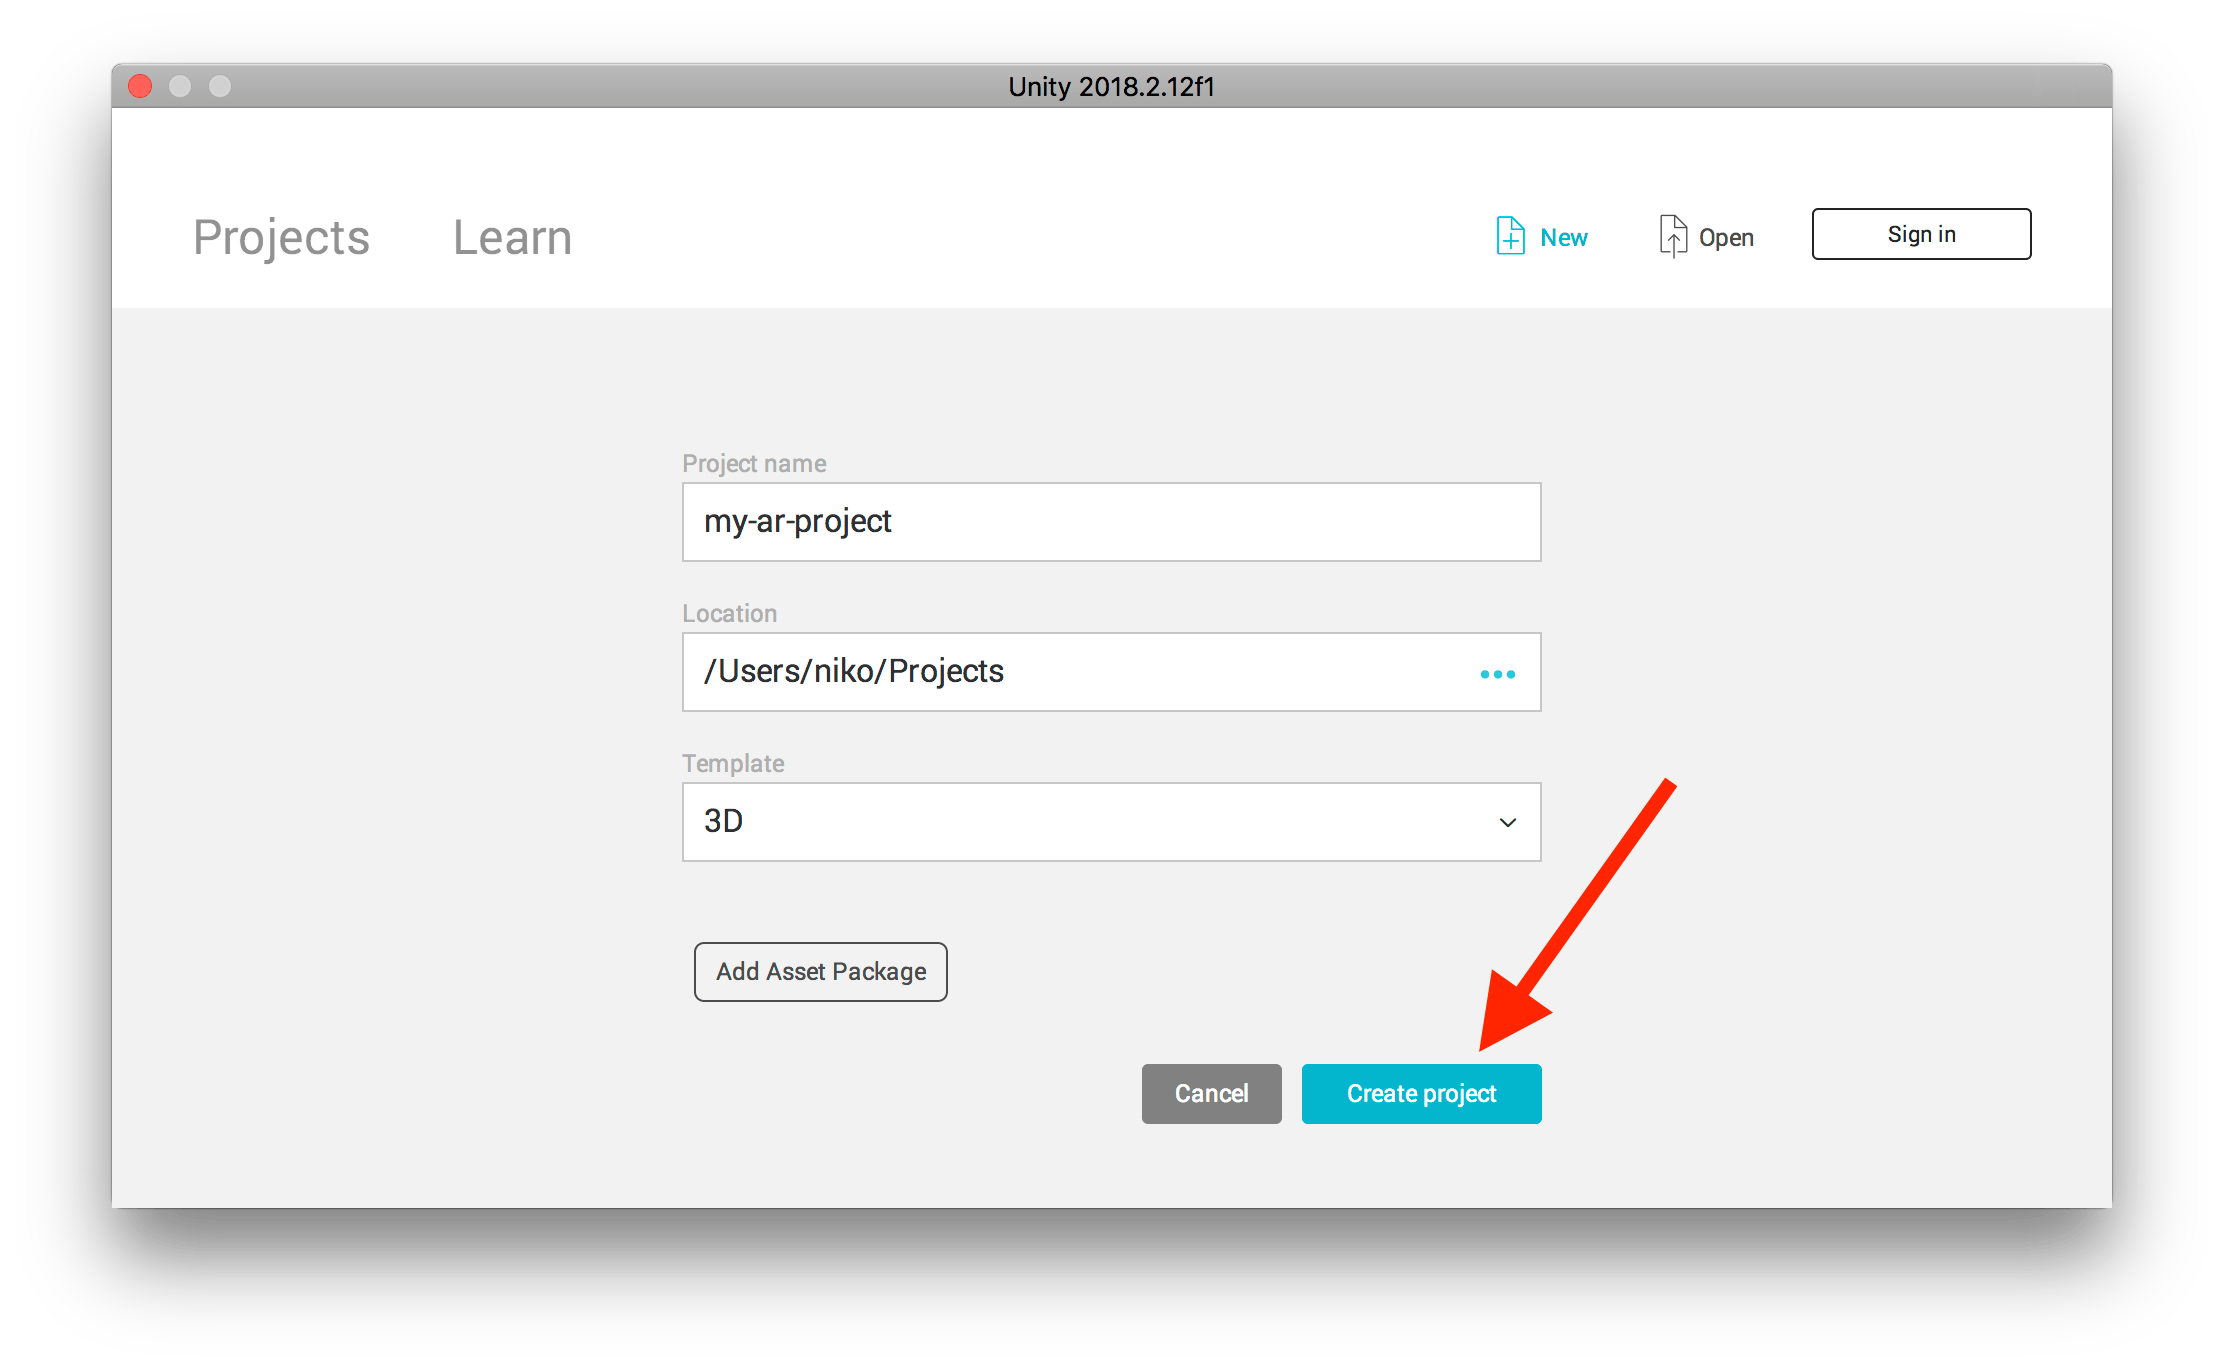 Unity 2018.2.12f1
Projects
Learn
New
Open
Sign in
Project name
my-ar-project
Location
/Users/niko/Projects
Template
3D
Add Asset Package
Cancel
Create project